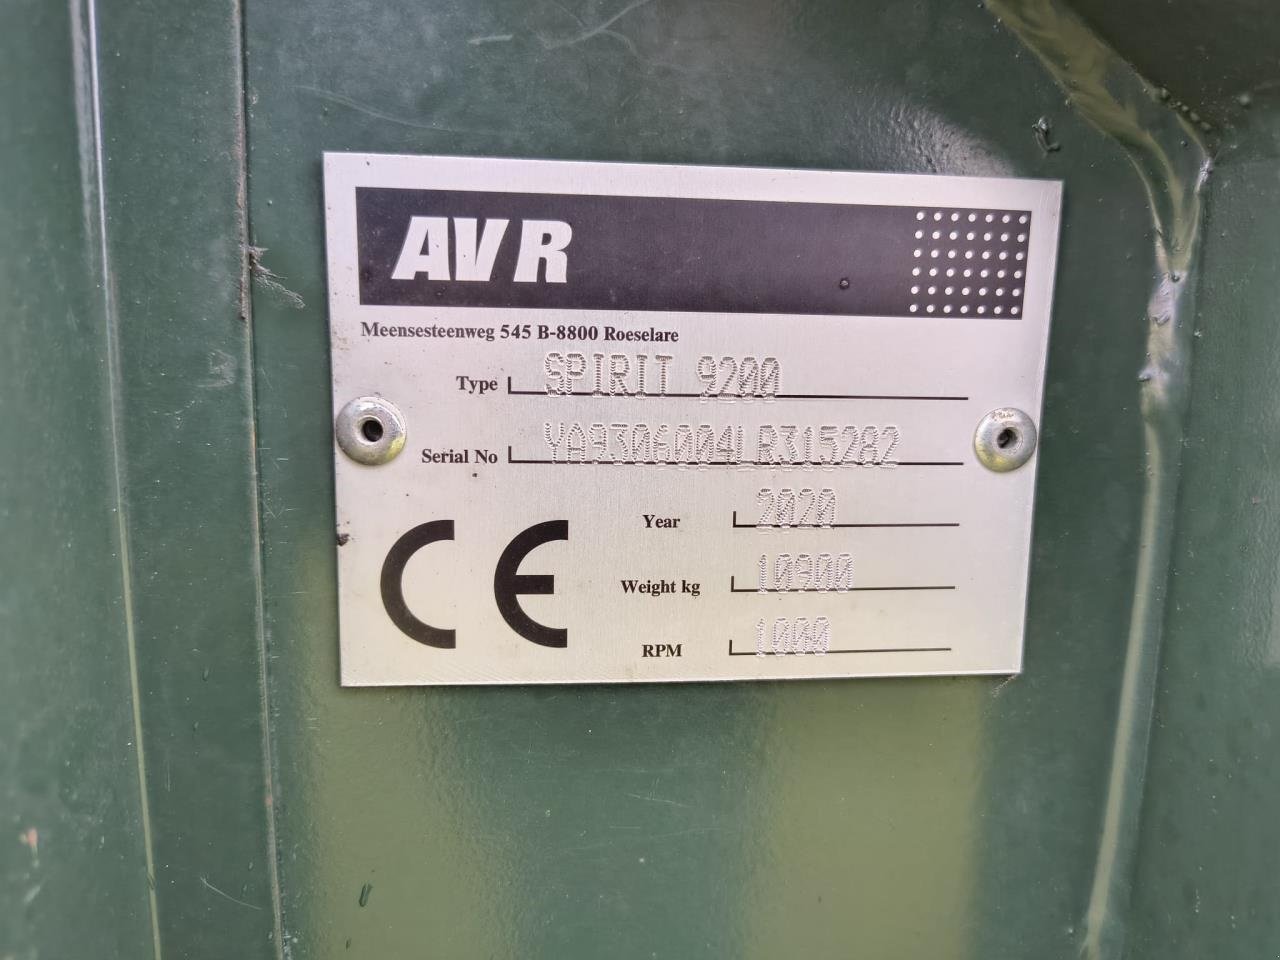 AVR
Meensesteenweg 545 B-8800 Roeselare
Type SPIRIT 9200
Serial No YA9306004LR315282
CE
Year 2020
Weight kg 10900
RPM 1000